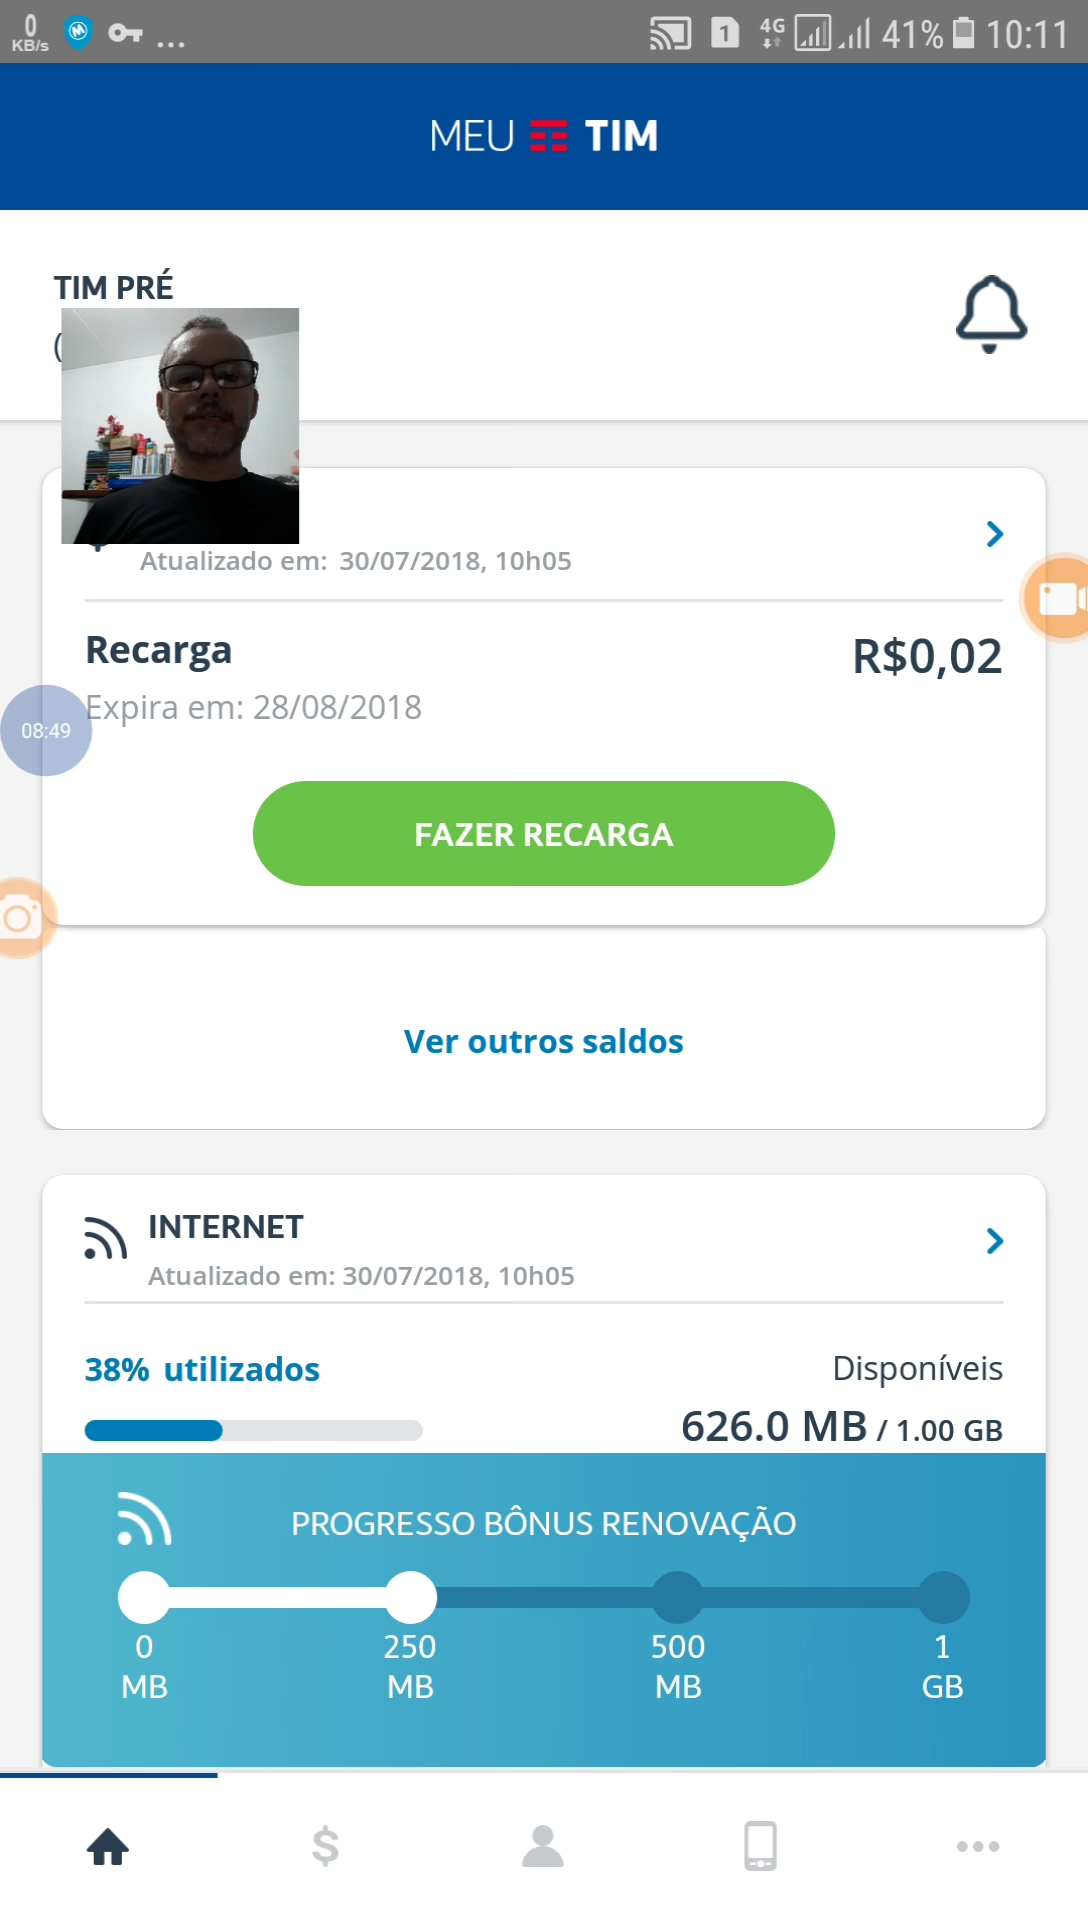 0
KB/s
... 1 4G 41% 10:11
MEU TIM
TIM PRÉ
(
Atualizado em: 30/07/2018, 10h05
Recarga
R$0,02
Expira em: 28/08/2018
08:49
FAZER RECARGA
Ver outros saldos
INTERNET
Atualizado em: 30/07/2018, 10h05
38% utilizados
Disponíveis
626.0 MB / 1.00 GB
PROGRESSO BÔNUS RENOVAÇÃO
0 250 500 1
MB MB MB GB